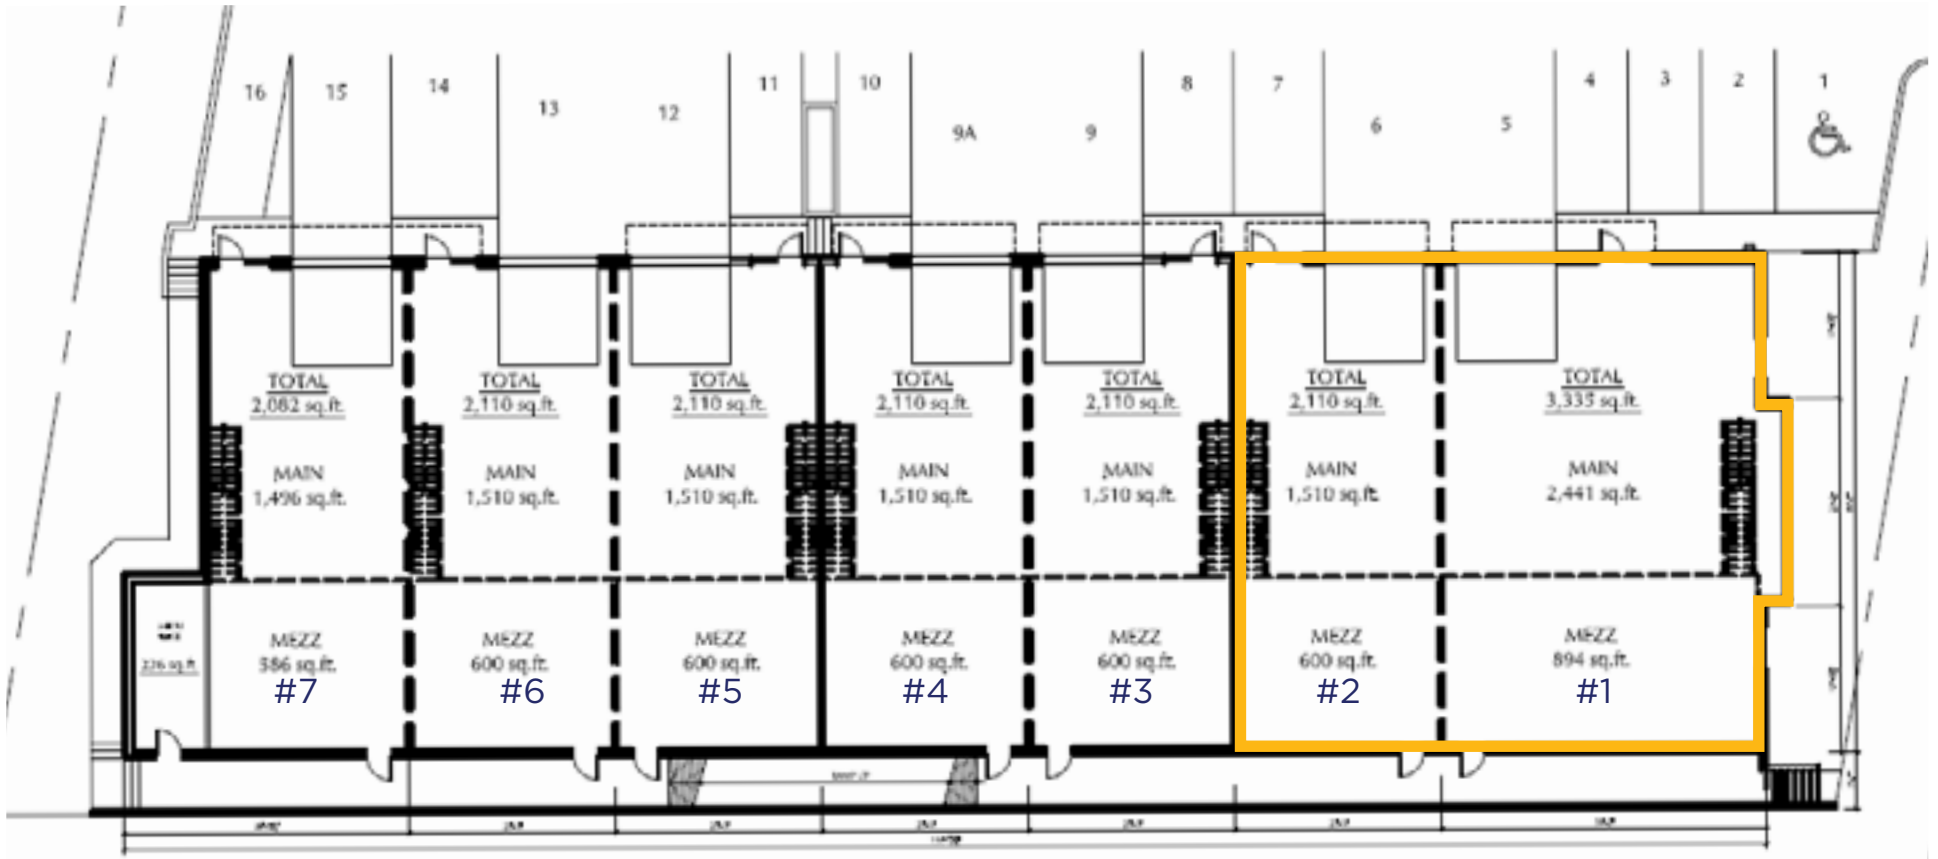 16
15
14
13
12
11
10
9A
9
8
7
6
5
4
3
2
1
TOTAL
2,082 sq.ft.
MAIN
1,496 sq.ft.
MEZZ
386 sq.ft.
#7
TOTAL
2,110 sq.ft.
MAIN
1,510 sq.ft.
MEZZ
600 sq.ft.
#6
TOTAL
2,110 sq.ft.
MAIN
1,510 sq.ft.
MEZZ
600 sq.ft.
#5
TOTAL
2,110 sq.ft.
MAIN
1,510 sq.ft.
MEZZ
600 sq.ft.
#4
TOTAL
2,110 sq.ft.
MAIN
1,510 sq.ft.
MEZZ
600 sq.ft.
#3
TOTAL
2,110 sq.ft.
MAIN
1,510 sq.ft.
MEZZ
600 sq.ft.
#2
TOTAL
3,335 sq.ft.
MAIN
2,441 sq.ft.
MEZZ
894 sq.ft.
#1
226 sq.ft.